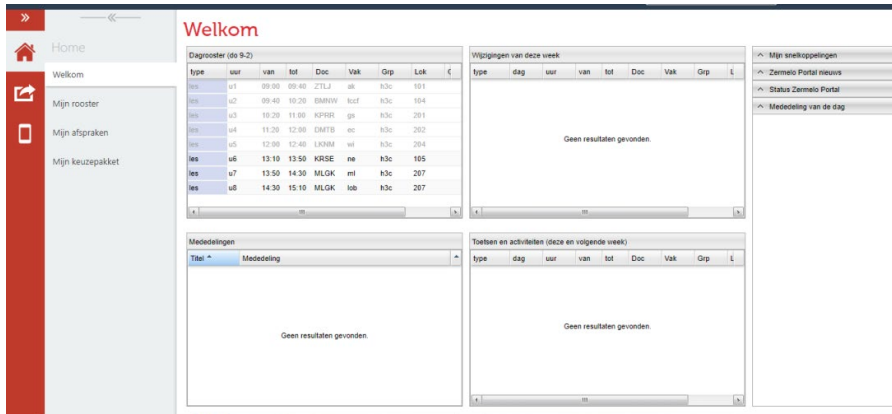 Home
Welkom
Mijn rooster
Mijn afspraken
Mijn keuzepakket
Welkom
Dagrooster (do 9-2)
type uur van tot Doc Vak Grp Lok
les u1 09:00 09:40 ZTLJ ak h3c 101
les u2 09:40 10:20 BMNW tccf h3c 104
les u3 10:20 11:00 KPRR gs h3c 201
les u4 11:20 12:00 DMTB ec h3c 202
les u5 12:00 12:40 LKNM wi h3c 204
les u6 13:10 13:50 KRSE ne h3c 105
les u7 13:50 14:30 MLGK ml h3c 207
les u8 14:30 15:10 MLGK lob h3c 207
Wijzigingen van deze week
type dag uur van tot Doc Vak Grp L
Geen resultaten gevonden.
Mededelingen
Titel Mededeling
Geen resultaten gevonden.
Toetsen en activiteiten (deze en volgende week)
type dag uur van tot Doc Vak Grp L
Geen resultaten gevonden.
Mijn snelkoppelingen
Zermelo Portal nieuws
Status Zermelo Portal
Mededeling van de dag